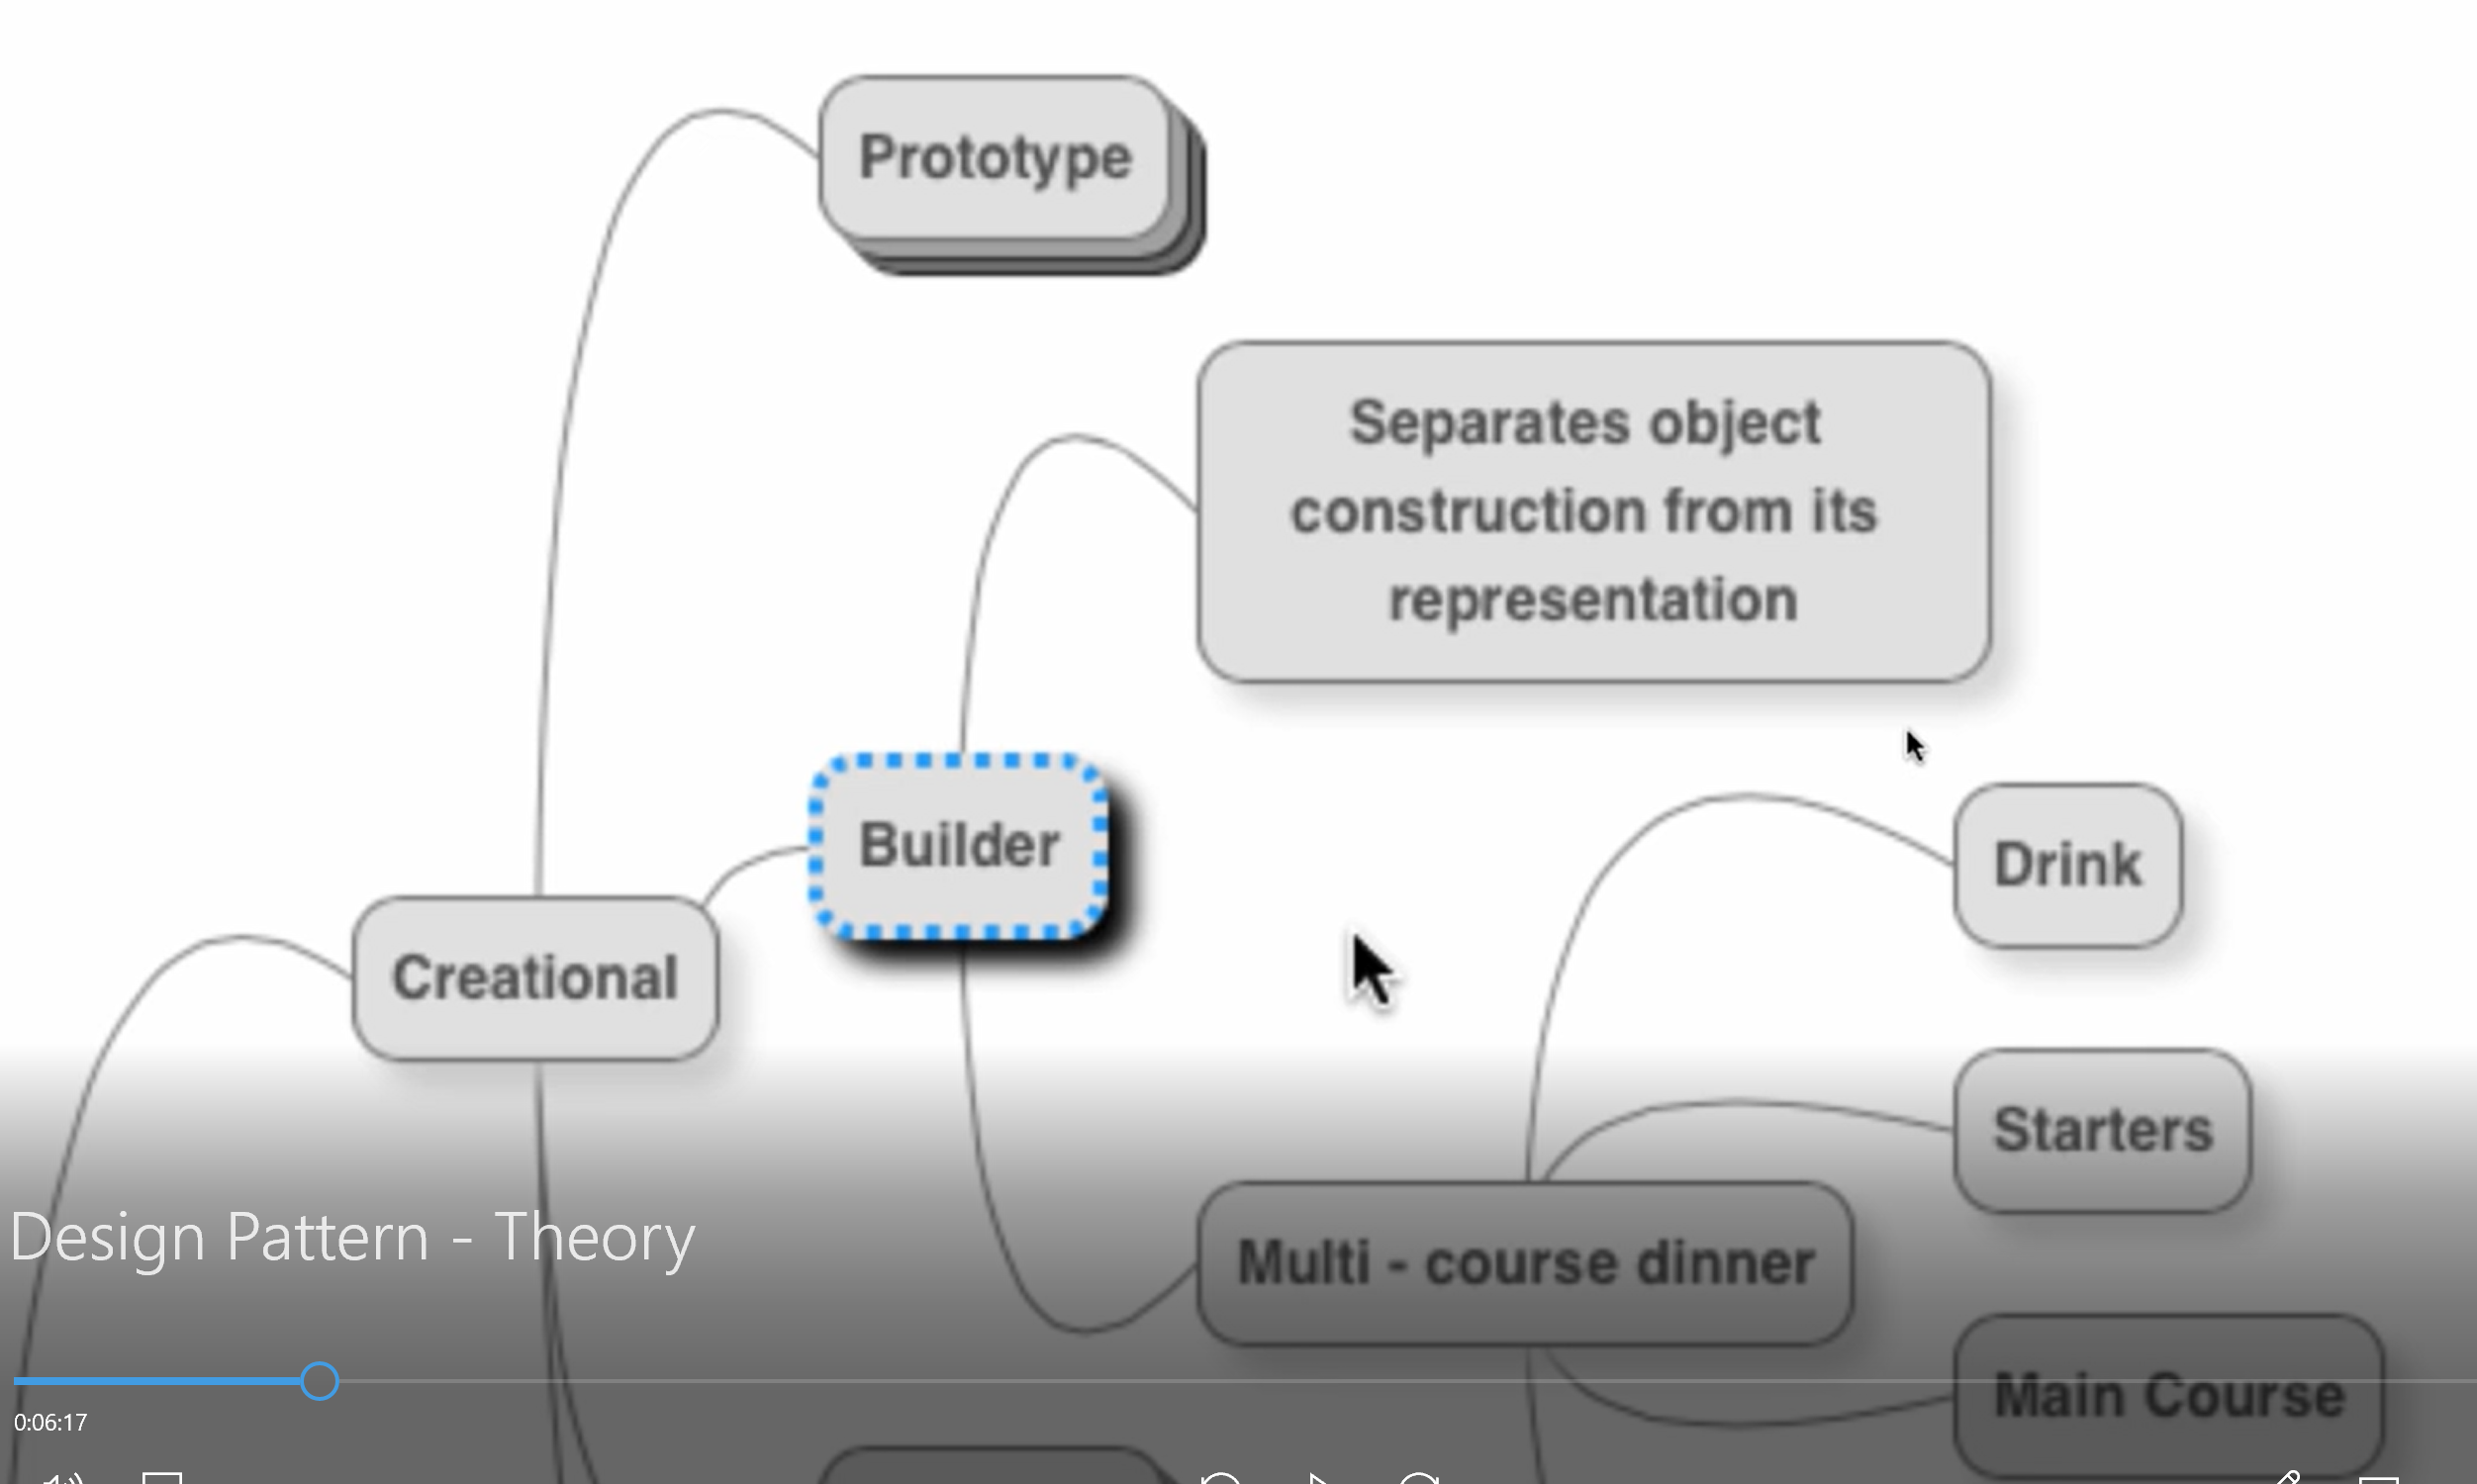 Prototype
Separates object
construction from its
representation
Builder
Drink
Creational
Starters
Design Pattern - Theory
Multi - course dinner
Main Course
0:06:17